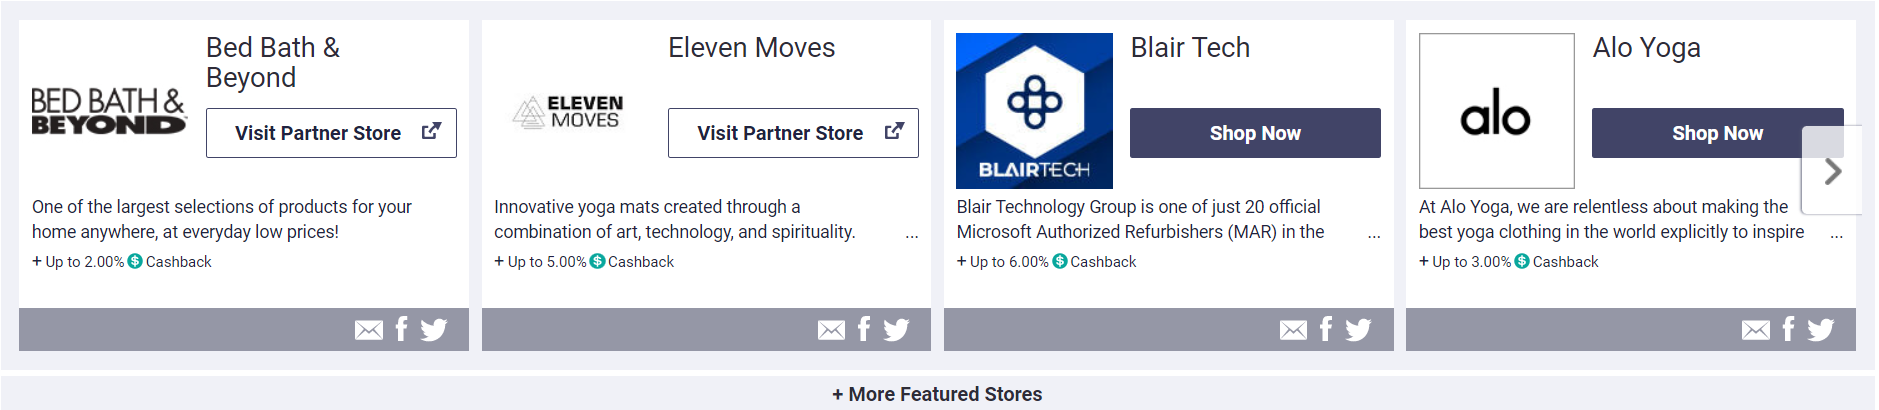 Bed Bath &
Beyond
BED BATH &
BEYOND
Visit Partner Store
One of the largest selections of products for your
home anywhere, at everyday low prices!
+ Up to 2.00% $ Cashback
Eleven Moves
ELEVEN
MOVES
Visit Partner Store
Innovative yoga mats created through a
combination of art, technology, and spirituality. ...
+ Up to 5.00% $ Cashback
Blair Tech
BLAIRTECH
Shop Now
Blair Technology Group is one of just 20 official
Microsoft Authorized Refurbishers (MAR) in the ...
+ Up to 6.00% $ Cashback
Alo Yoga
alo
Shop Now
At Alo Yoga, we are relentless about making the
best yoga clothing in the world explicitly to inspire ...
+ Up to 3.00% $ Cashback
+ More Featured Stores